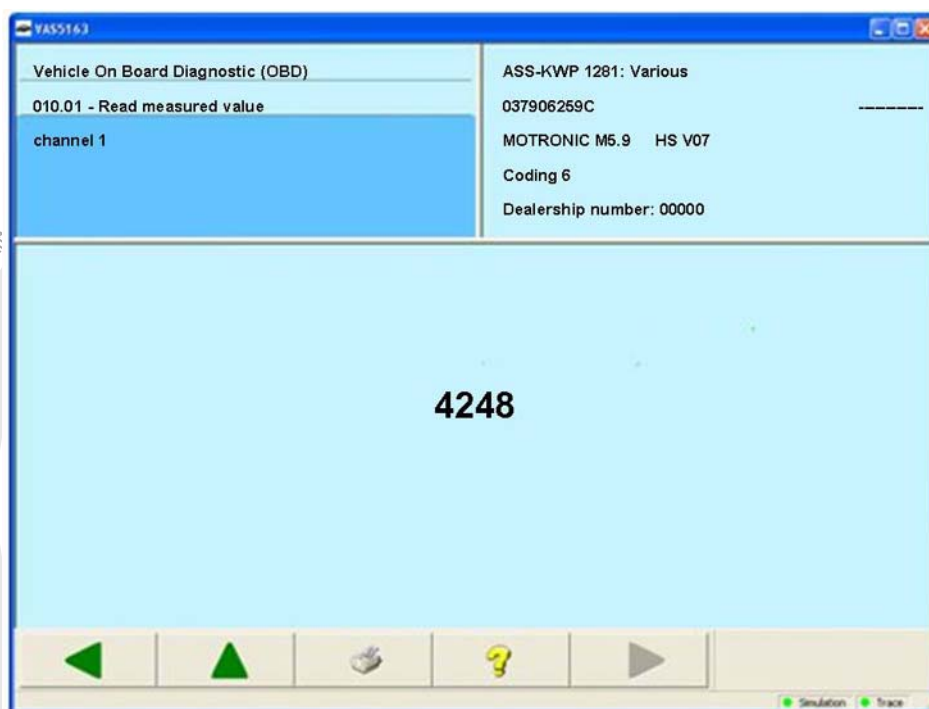 VAS5163
Vehicle On Board Diagnostic (OBD)
010.01 - Read measured value
channel 1
ASS-KWP 1281: Various
037906259C ------------
MOTRONIC M5.9 HS V07
Coding 6
Dealership number: 00000
4248
Simulation Trace